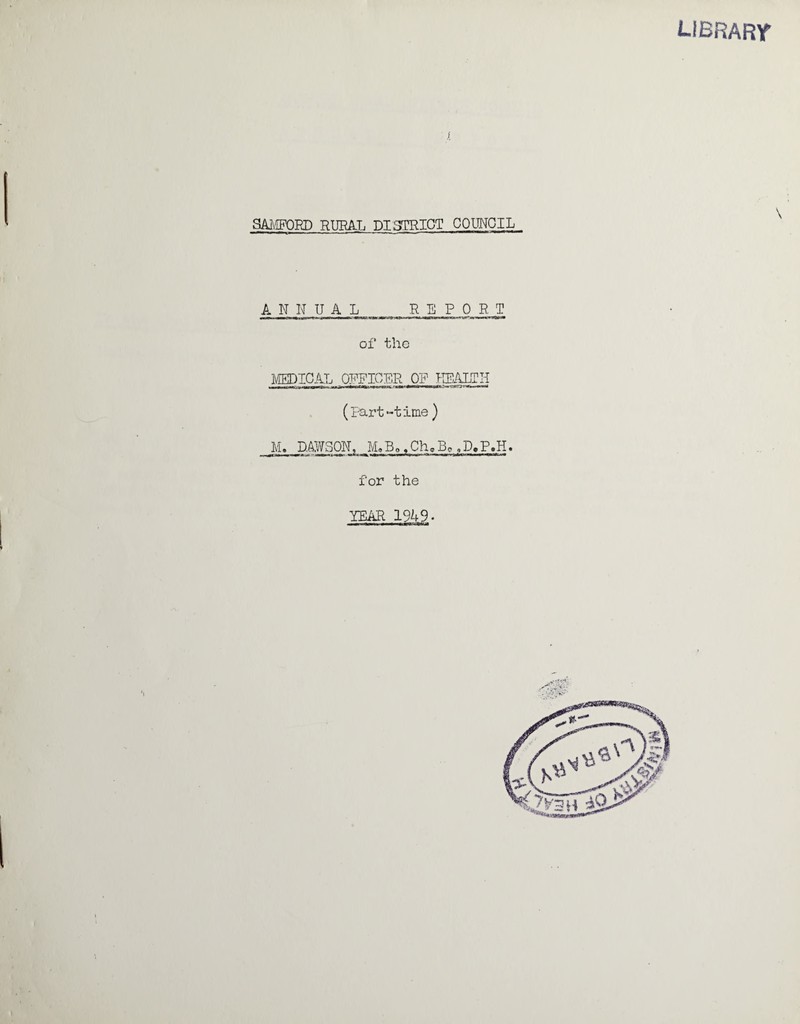 LIBRARY
SAMFORD RURAL DISTRICT COUNCIL
ANNUAL REPORT
of the
MEDICAL OFFICER OF HEALTH
(Part-time)
M. DAWSON, M.B., Ch.B., D.P.H.
for the
YEAR 1949.
MINISTRY OF HEALTH
LIBRARY